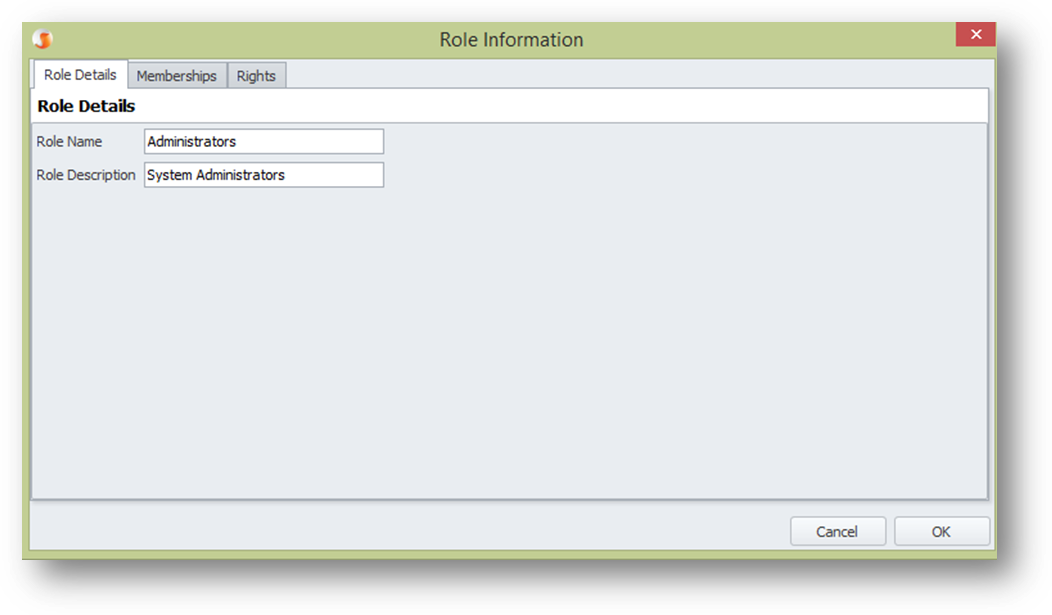 Role Information
Role Details Memberships Rights
Role Details
Role Name Administrators
Role Description System Administrators
Cancel OK